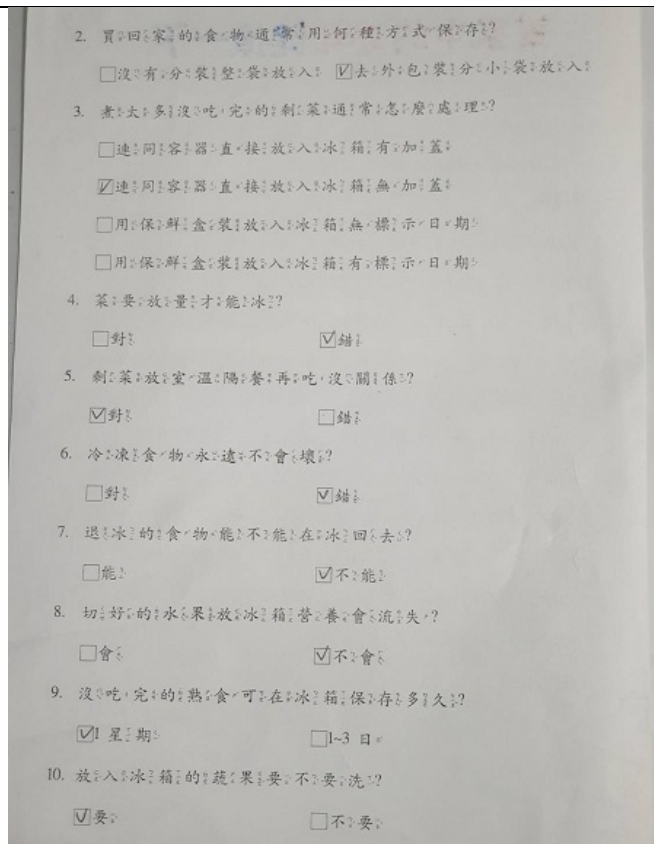 2. 買回家的食物通常用何種方式保存?
□沒有分裝整袋放入 ☑去外包裝分小袋放入
3. 煮太多沒吃完的剩菜通常怎麼處理?
□連同容器直接放入冰箱有加蓋
☑連同容器直接放入冰箱無加蓋
□用保鮮盒裝放入冰箱無標示日期
□用保鮮盒裝放入冰箱有標示日期
4. 菜要放量才能冰?
□對 ☑錯
5. 剩菜放室溫隔餐再吃,沒關係?
☑對 □錯
6. 冷凍食物永遠不會壞?
□對 ☑錯
7. 退冰的食物能不能在冰回去?
□能 ☑不能
8. 切好的水果放冰箱營養會流失?
□會 ☑不會
9. 沒吃完的熟食可在冰箱保存多久?
☑1 星期 □1~3 日
10. 放入冰箱的蔬果要不要洗?
☑要 □不要